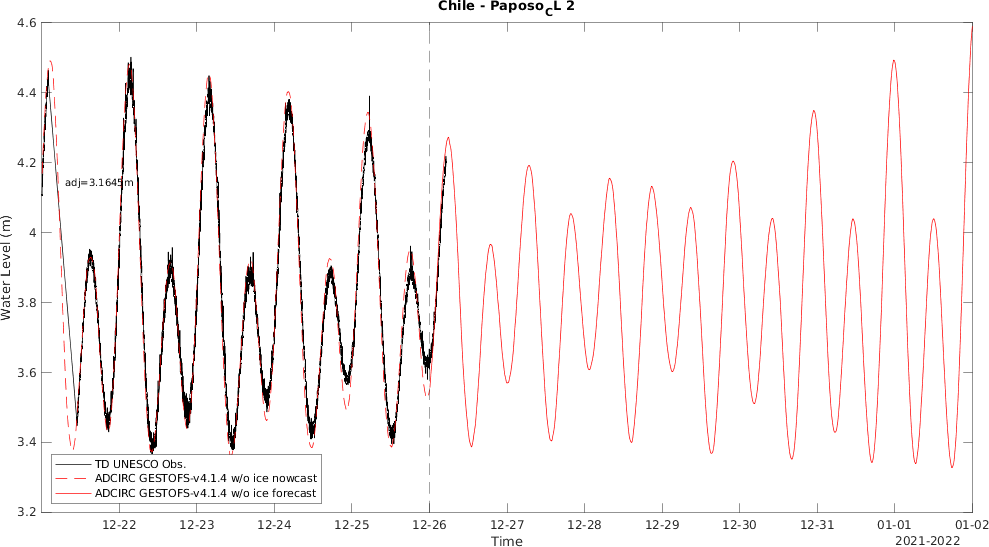 Chile - Paposo_CL 2
4.6
4.4
4.2
4
3.8
3.6
3.4
3.2
Water Level (m)
adj=3.1645m
TD UNESCO Obs.
ADCIRC GESTOFS-v4.1.4 w/o ice nowcast
ADCIRC GESTOFS-v4.1.4 w/o ice forecast
12-22 12-23 12-24 12-25 12-26 12-27 12-28 12-29 12-30 12-31 01-01 01-02
Time
2021-2022